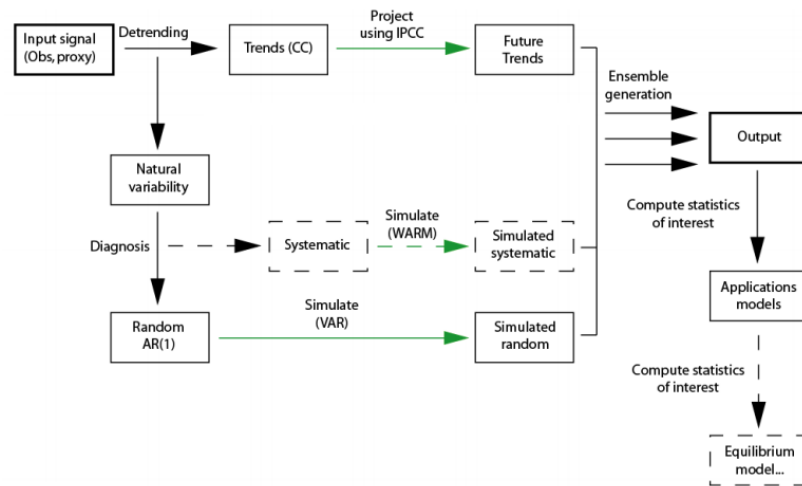 Project
using IPCC
Input signal
(Obs, proxy)
Detrending
Trends (CC)
Future
Trends
Ensemble
generation
Output
Natural
variability
Compute statistics
of interest
Diagnosis
Systematic
Simulate
(WARM)
Simulated
systematic
Applications
models
Random
AR(1)
Simulate
(VAR)
Simulated
random
Compute statistics
of interest
Equilibrium
model...